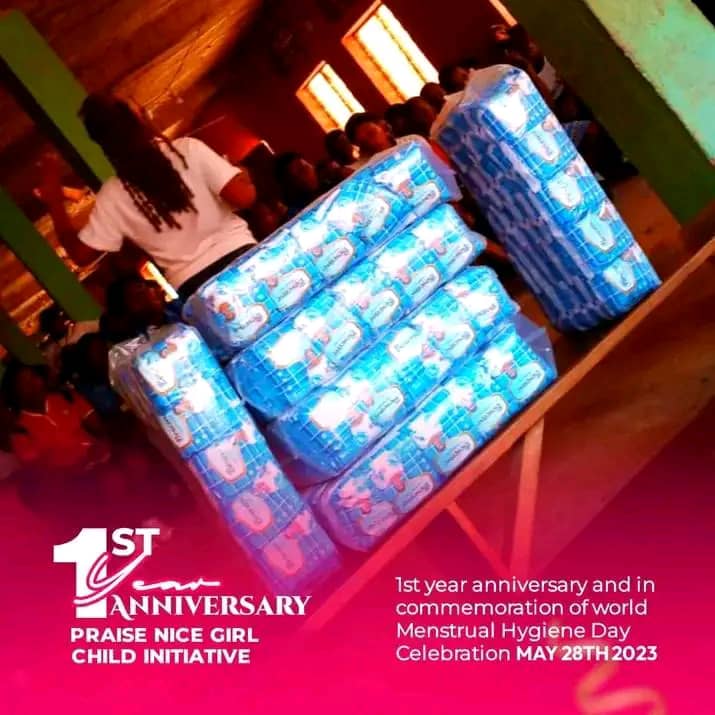 1ST
Year
ANNIVERSARY
PRAISE NICE GIRL
CHILD INITIATIVE
1st year anniversary and in
commemoration of world
Menstrual Hygiene Day
Celebration MAY 28TH 2023